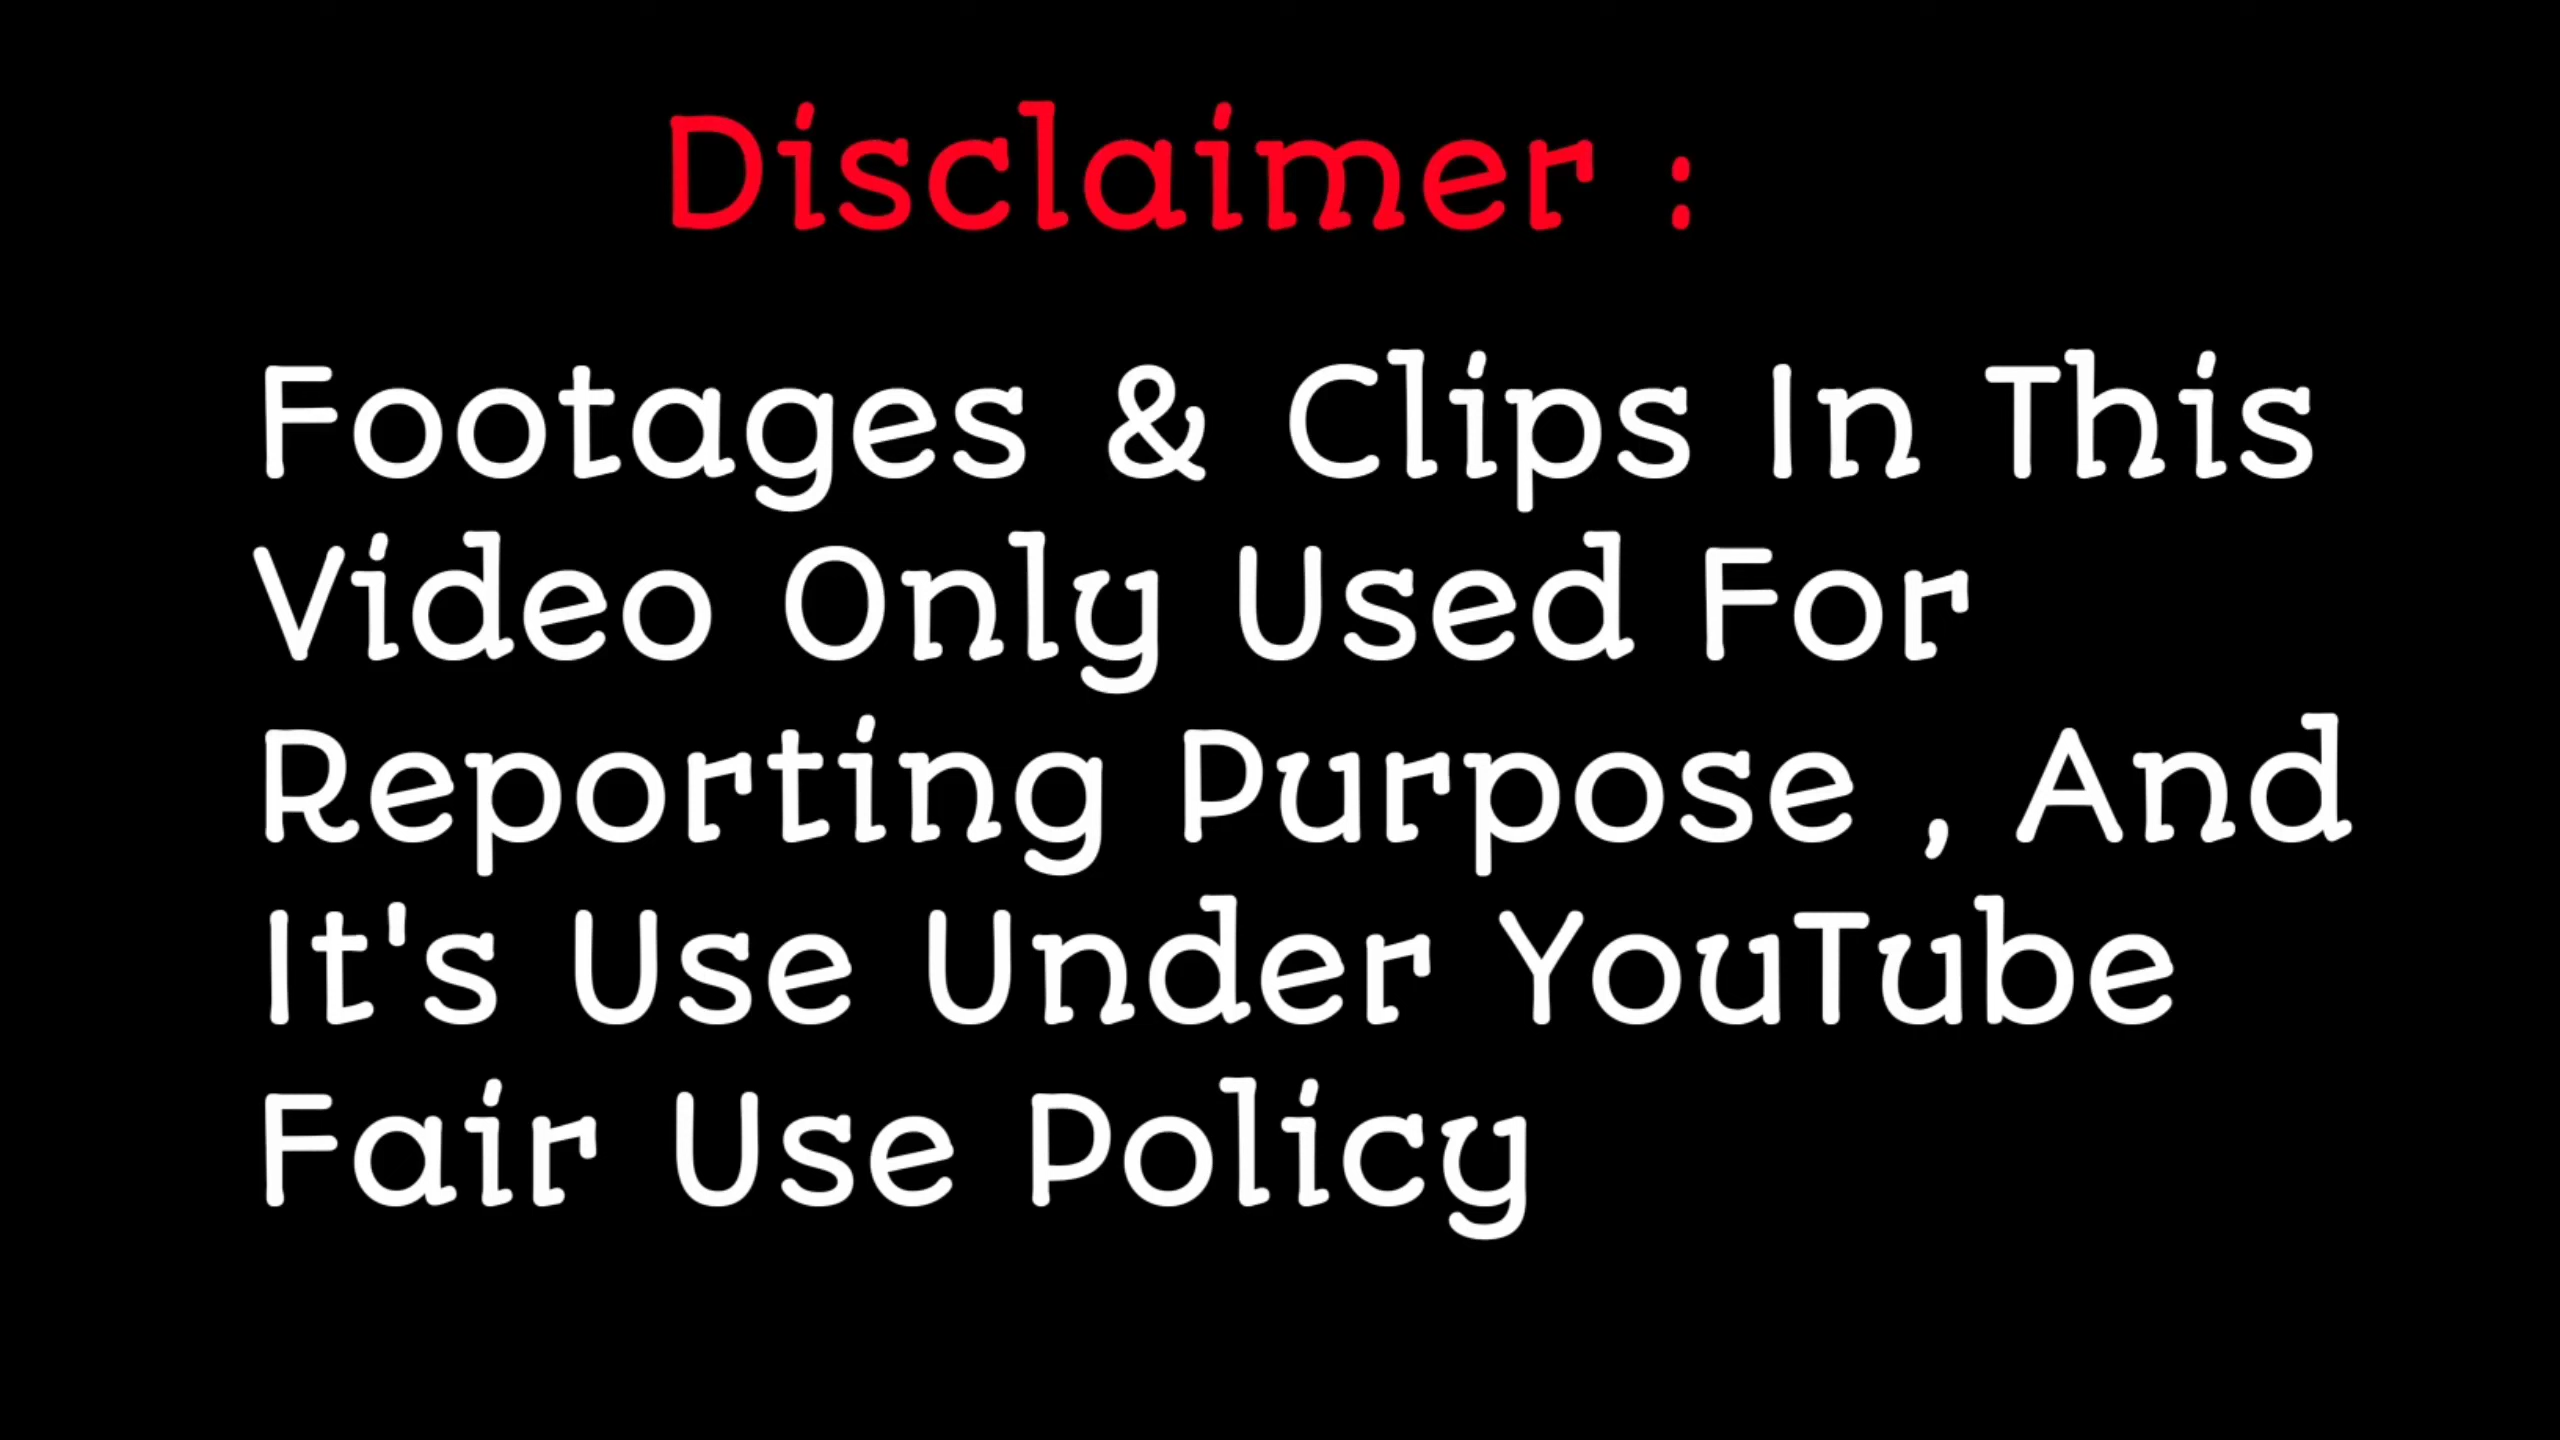 Disclaimer :
Footages & Clips In This
Video Only Used For
Reporting Purpose , And
It's Use Under YouTube
Fair Use Policy